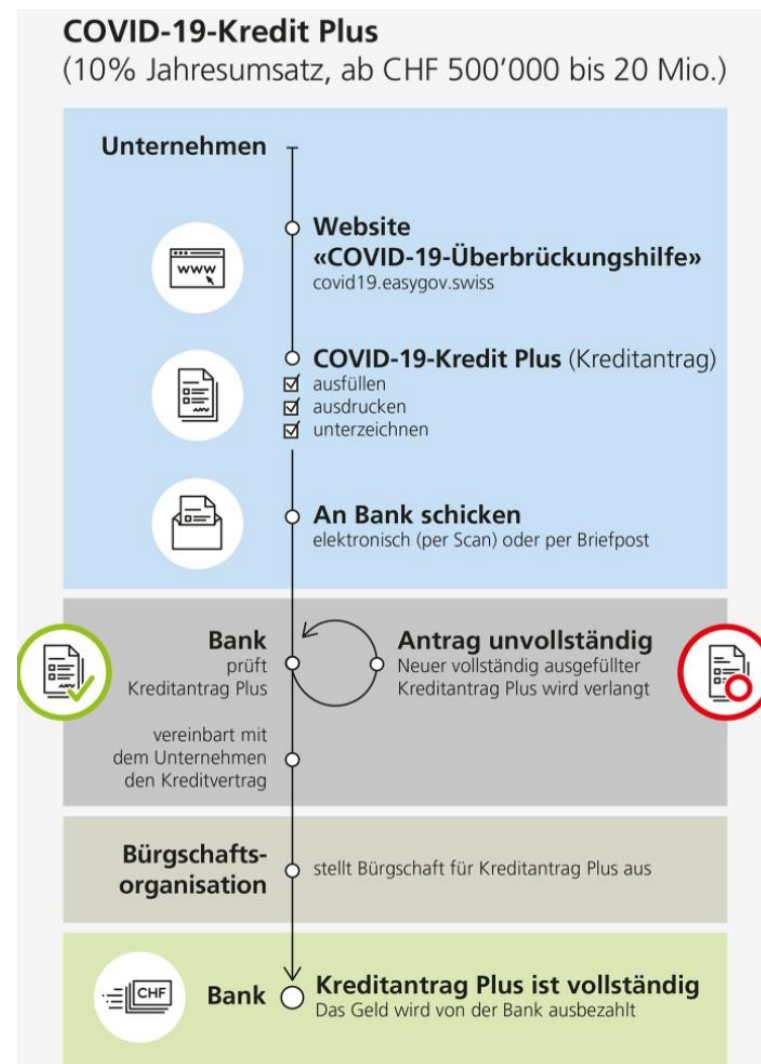 COVID-19-Kredit Plus
(10% Jahresumsatz, ab CHF 500’000 bis 20 Mio.)
Unternehmen
www
Website
«COVID-19-Überbrückungshilfe»
covid19.easygov.swiss
COVID-19-Kredit Plus (Kreditantrag)
ausfüllen
ausdrucken
unterzeichnen
An Bank schicken
elektronisch (per Scan) oder per Briefpost
Bank
prüft
Kreditantrag Plus
Antrag unvollständig
Neuer vollständig ausgefüllter
Kreditantrag Plus wird verlangt
vereinbart mit
dem Unternehmen
den Kreditvertrag
Bürgschafts-
organisation
stellt Bürgschaft für Kreditantrag Plus aus
CHF
Bank
Kreditantrag Plus ist vollständig
Das Geld wird von der Bank ausbezahlt